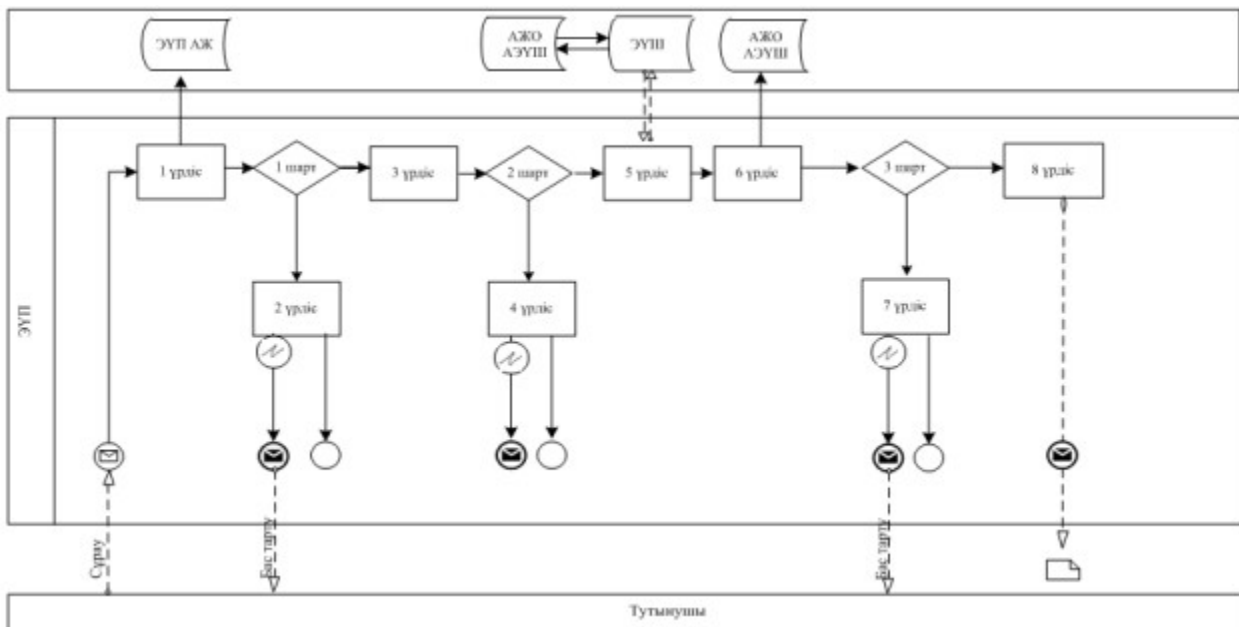 ЭҮП АЖ
АЖО
АЭҮШ
ЭҮШ
АЖО
АЭҮШ
1 үрдіс
1 шарт
3 үрдіс
2 шарт
5 үрдіс
6 үрдіс
3 шарт
8 үрдіс
2 үрдіс
4 үрдіс
7 үрдіс
ЭҮП
Сұрау
Бас тарту
Бас тарту
Тутынушы